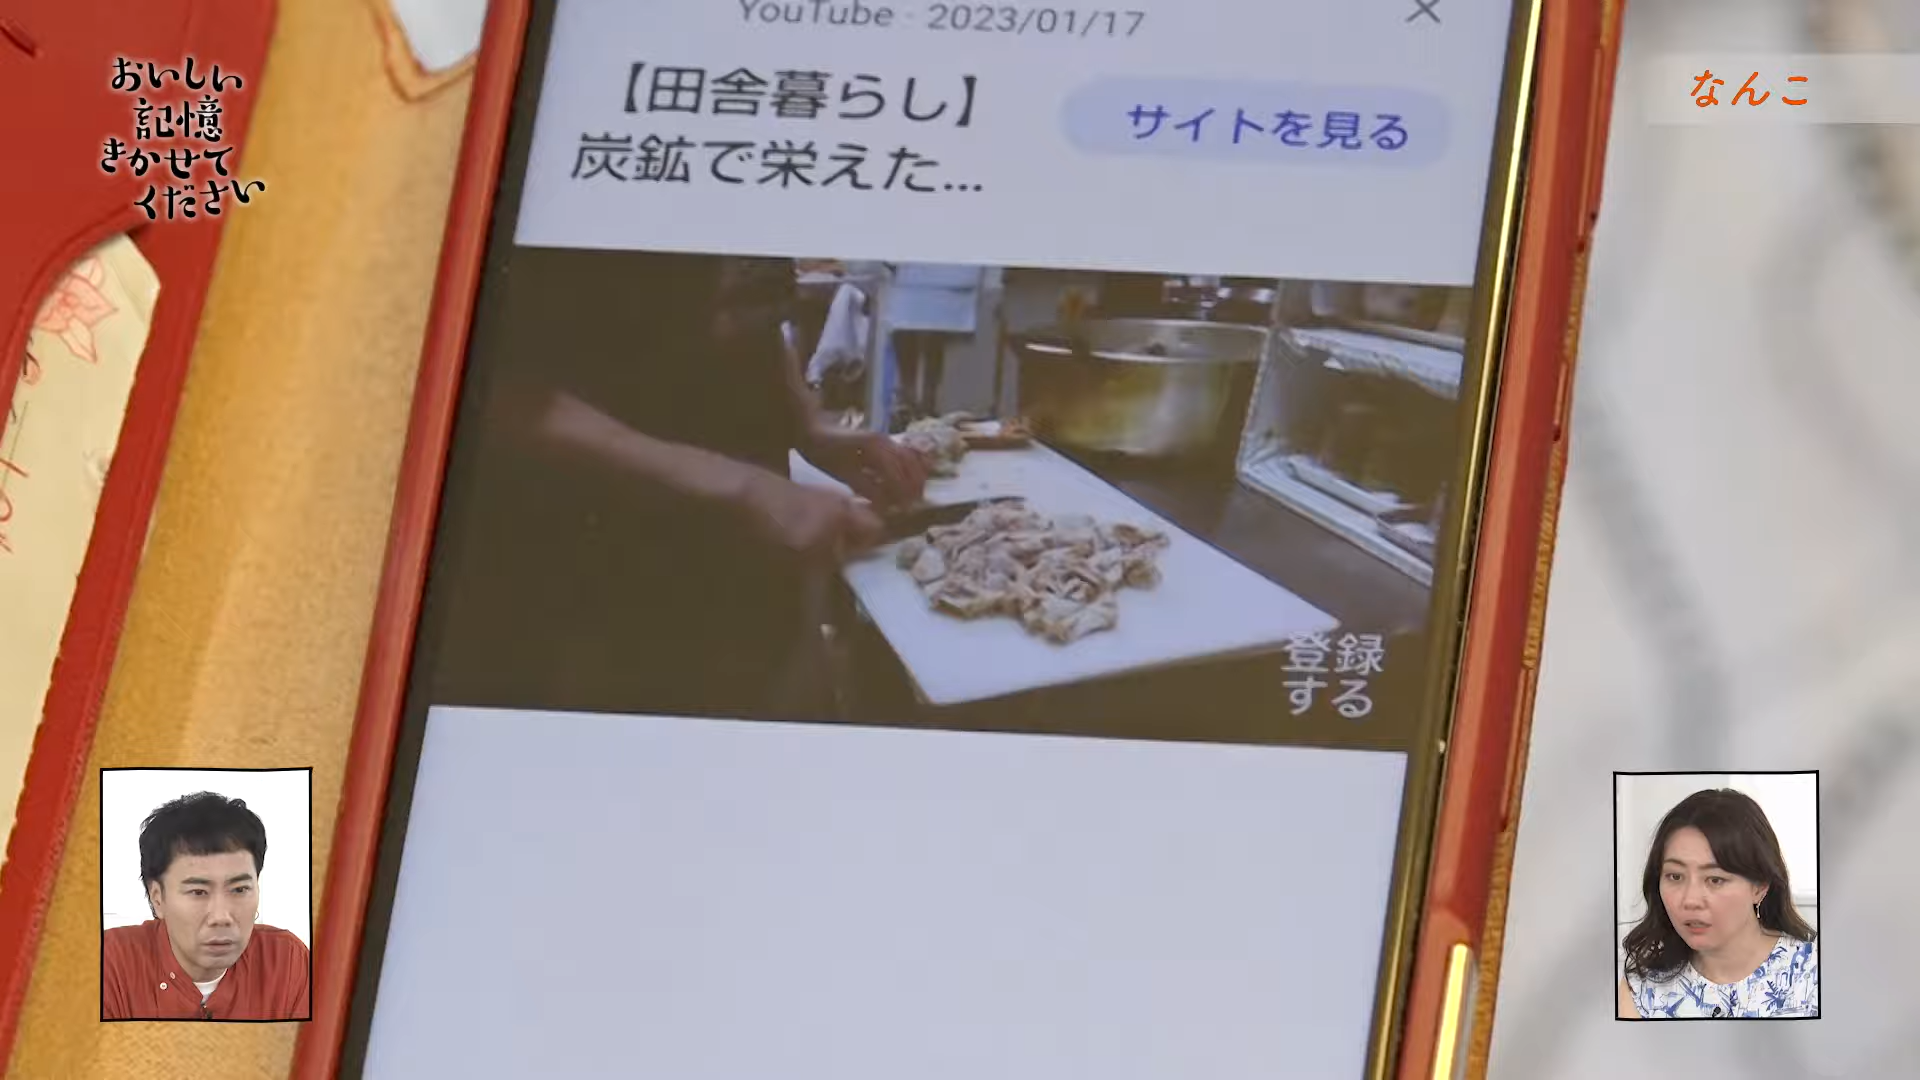 おいしい
記憶
きかせて
ください
なんこ
YouTube · 2023/01/17
【田舎暮らし】
炭鉱で栄えた...
サイトを見る
登録
する